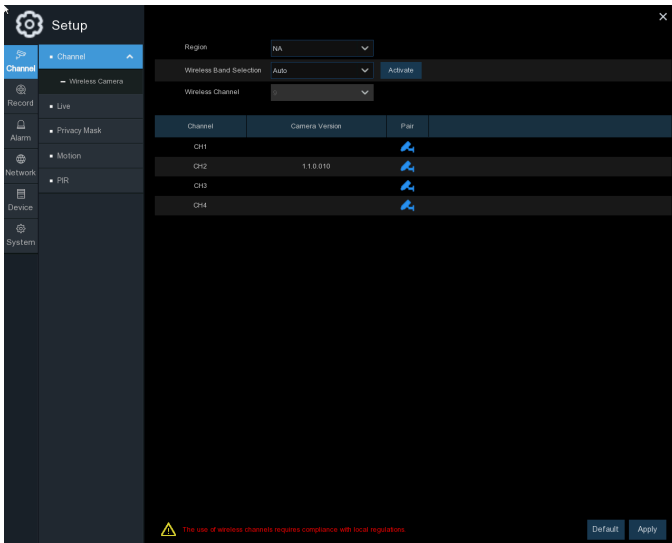 Setup
Channel
Record
Alarm
Network
Device
System
Channel
Wireless Camera
Live
Privacy Mask
Motion
PIR
Region NA
Wireless Band Selection Auto Activate
Wireless Channel
Channel Camera Version Pair
CH1
CH2 1.1.0.010
CH3
CH4
The use of wireless channels requires compliance with local regulations
Default Apply